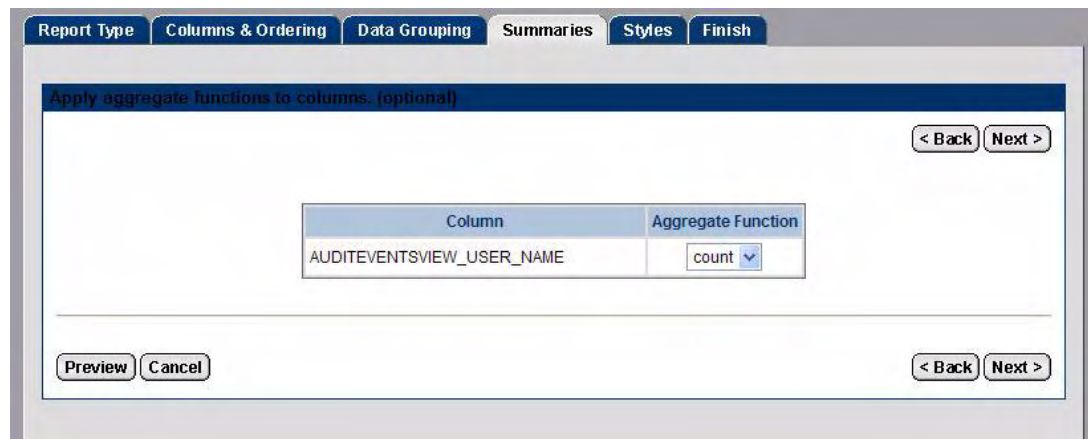 Report Type Columns & Ordering Data Grouping Summaries Styles Finish
Apply aggregate functions to columns. (optional)
< Back Next >
Column Aggregate Function
AUDITEVENTSVIEW_USER_NAME count
Preview Cancel < Back Next >